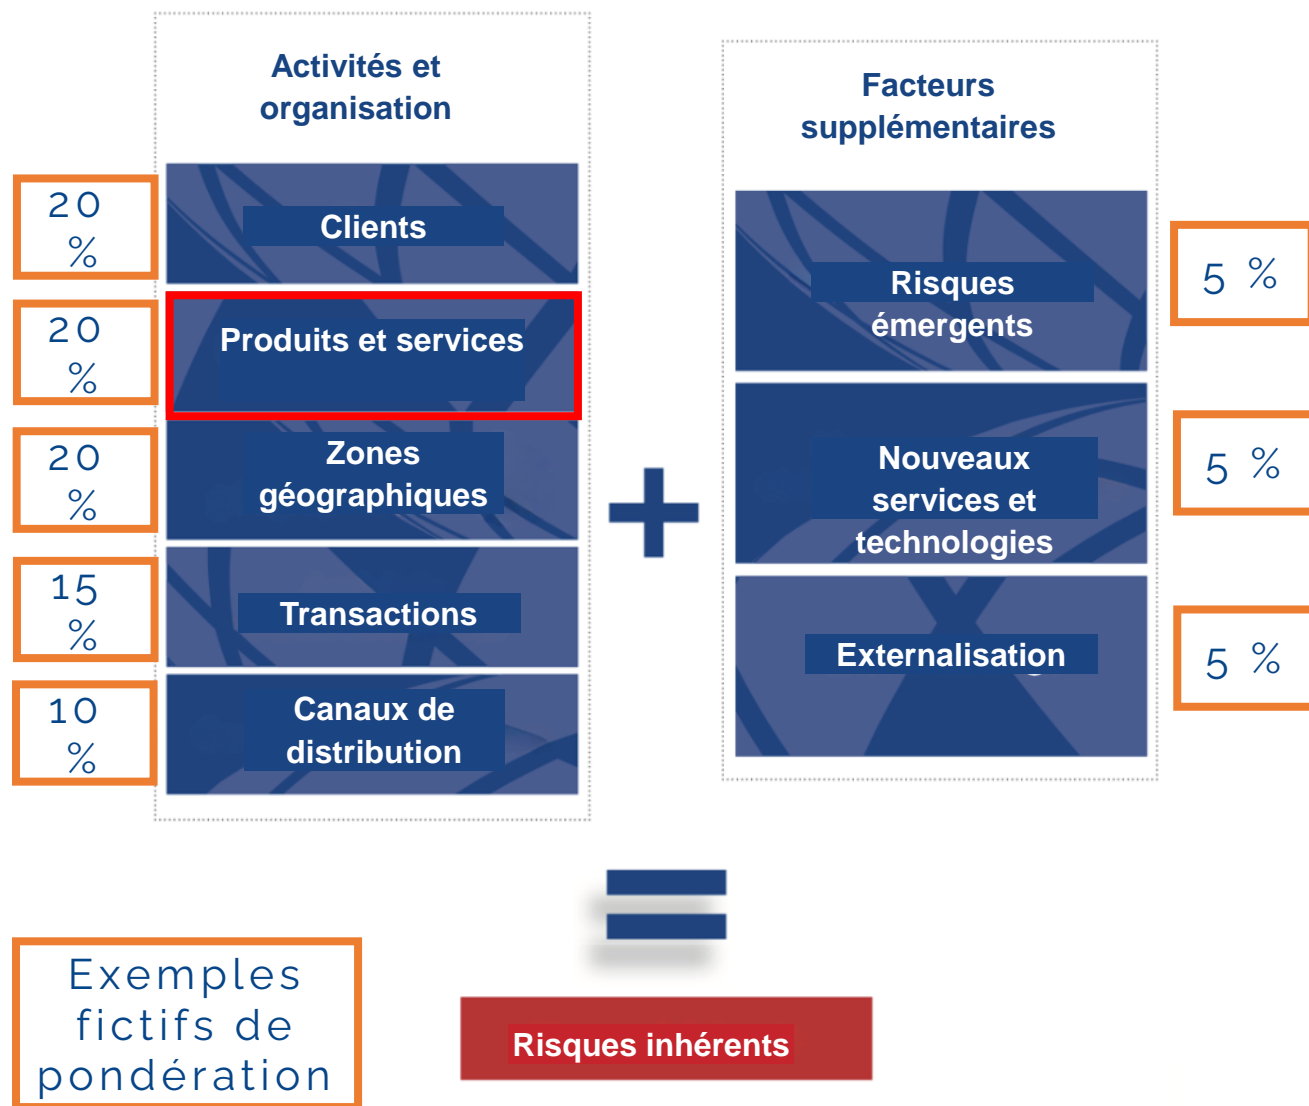 Activités et
organisation
20
%
Clients
20
%
Produits et services
20
%
Zones
géographiques
15
%
Transactions
10
%
Canaux de
distribution
Facteurs
supplémentaires
Risques
émergents
5 %
Nouveaux
services et
technologies
5 %
Externalisation
5 %
Exemples
fictifs de
pondération
Risques inhérents